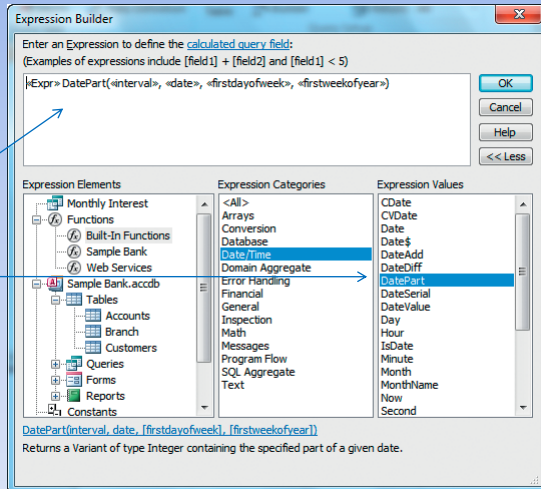 Expression Builder
Enter an Expression to define the calculated query field:
(Examples of expressions include [field1] + [field2] and [field1] < 5)
«Expr» DatePart(«interval», «date», «firstdayofweek», «firstweekofyear»)
OK
Cancel
Help
<< Less
Expression Elements
Monthly Interest
Functions
Built-In Functions
Sample Bank
Web Services
Sample Bank.accdb
Tables
Accounts
Branch
Customers
Queries
Forms
Reports
Constants
Expression Categories
<All>
Arrays
Conversion
Database
Date/Time
Domain Aggregate
Error Handling
Financial
General
Inspection
Math
Messages
Program Flow
SQL Aggregate
Text
Expression Values
CDate
CVDate
Date
Date$
DateAdd
DateDiff
DatePart
DateSerial
DateValue
Day
Hour
IsDate
Minute
Month
MonthName
Now
Second
DatePart(interval, date, [firstdayofweek], [firstweekofyear])
Returns a Variant of type Integer containing the specified part of a given date.